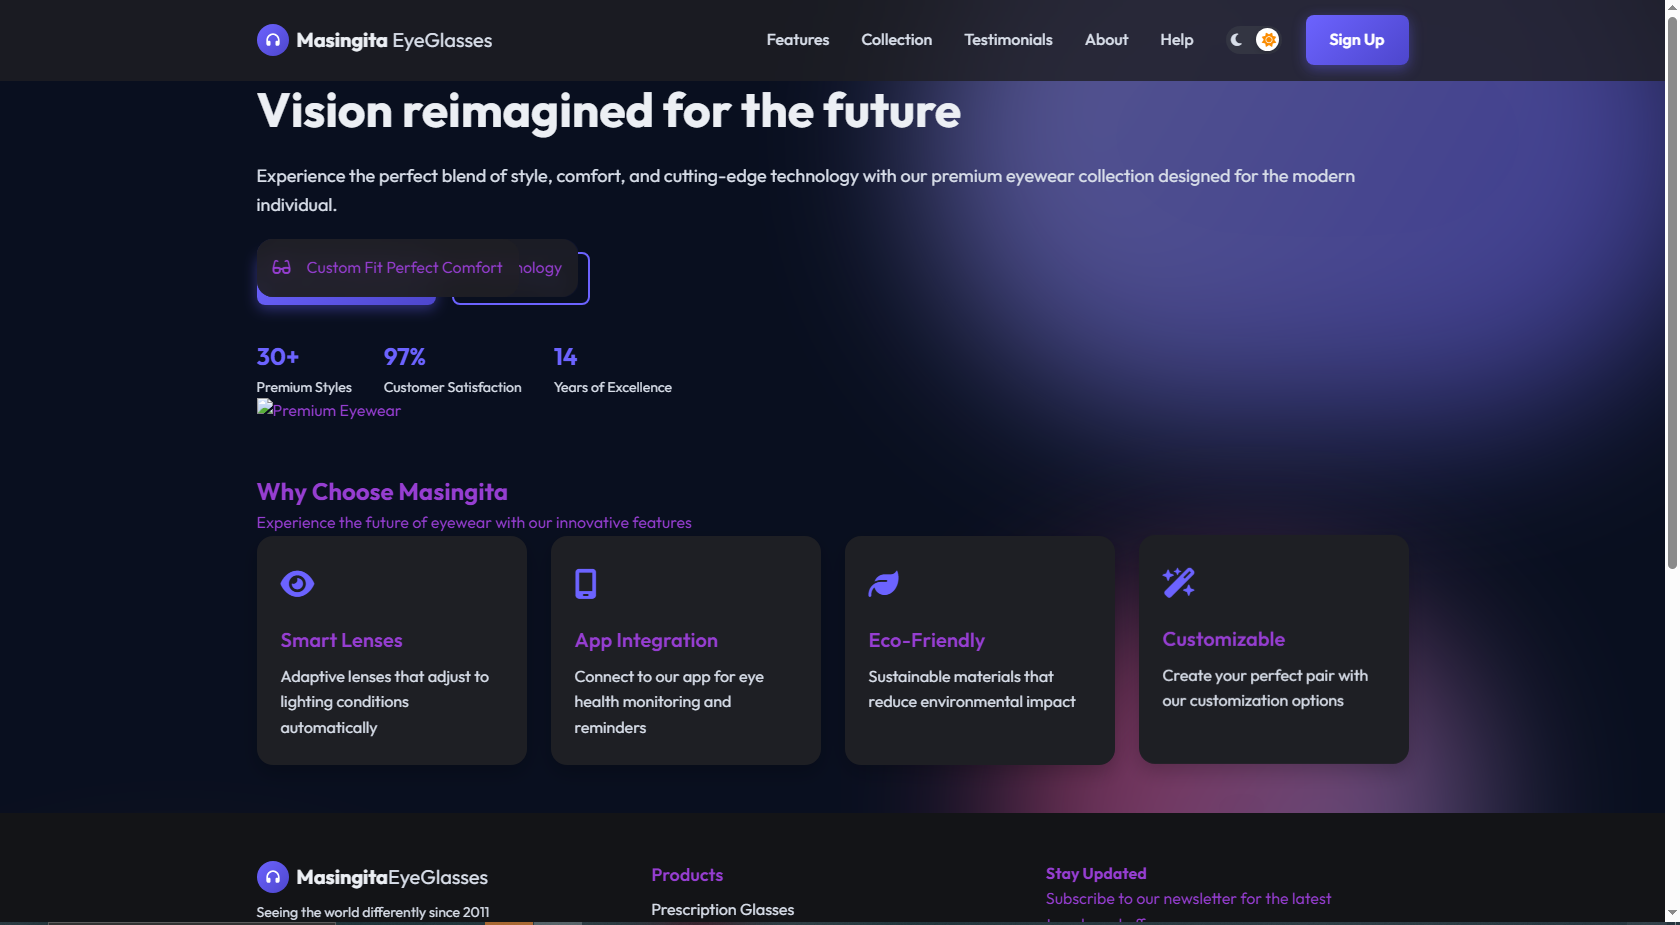 Masingita EyeGlasses
Features
Collection
Testimonials
About
Help
Sign Up
Vision reimagined for the future
Experience the perfect blend of style, comfort, and cutting-edge technology with our premium eyewear collection designed for the modern
individual.
Custom Fit Perfect Comfort nology
30+
97%
14
Premium Styles
Customer Satisfaction
Years of Excellence
Premium Eyewear
Why Choose Masingita
Experience the future of eyewear with our innovative features
Smart Lenses
Adaptive lenses that adjust to
lighting conditions
automatically
App Integration
Connect to our app for eye
health monitoring and
reminders
Eco-Friendly
Sustainable materials that
reduce environmental impact
Customizable
Create your perfect pair with
our customization options
MasingitaEyeGlasses
Seeing the world differently since 2011
Products
Prescription Glasses
Stay Updated
Subscribe to our newsletter for the latest